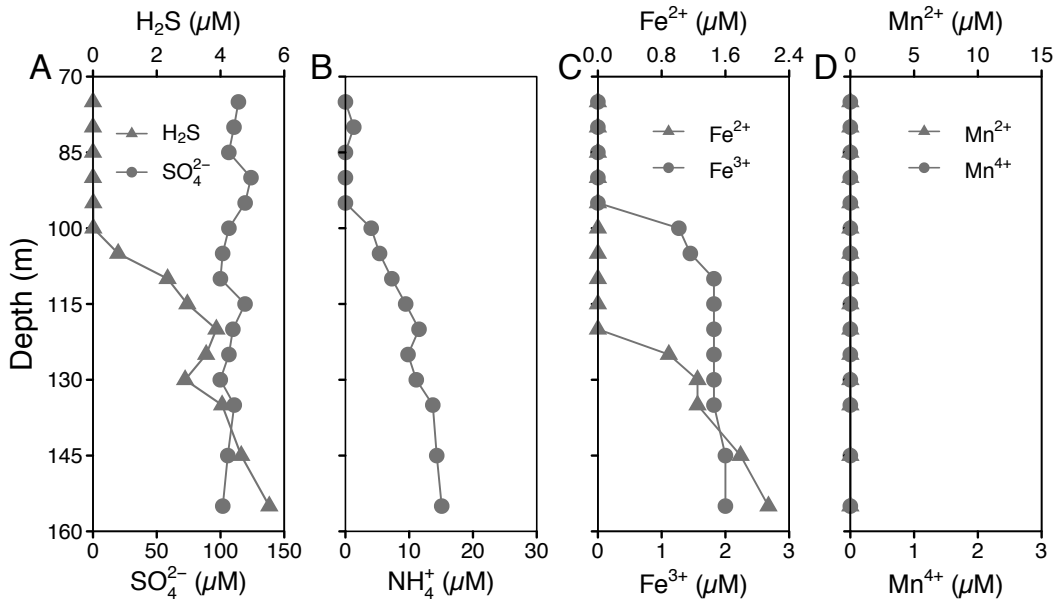 H₂S (µM)
Fe²⁺ (µM)
Mn²⁺ (µM)
0 2 4 6
0.0 0.6 1.2 1.6 2.4
0 5 10 15
A
B
C
D
70
85
100
115
130
145
160
Depth (m)
H₂S
SO₄²⁻
Fe²⁺
Fe³⁺
Mn²⁺
Mn⁴⁺
0 50 100 150
0 10 20 30
0 1 2 3
0 1 2 3
SO₄²⁻ (µM)
NH₄⁺ (µM)
Fe³⁺ (µM)
Mn⁴⁺ (µM)